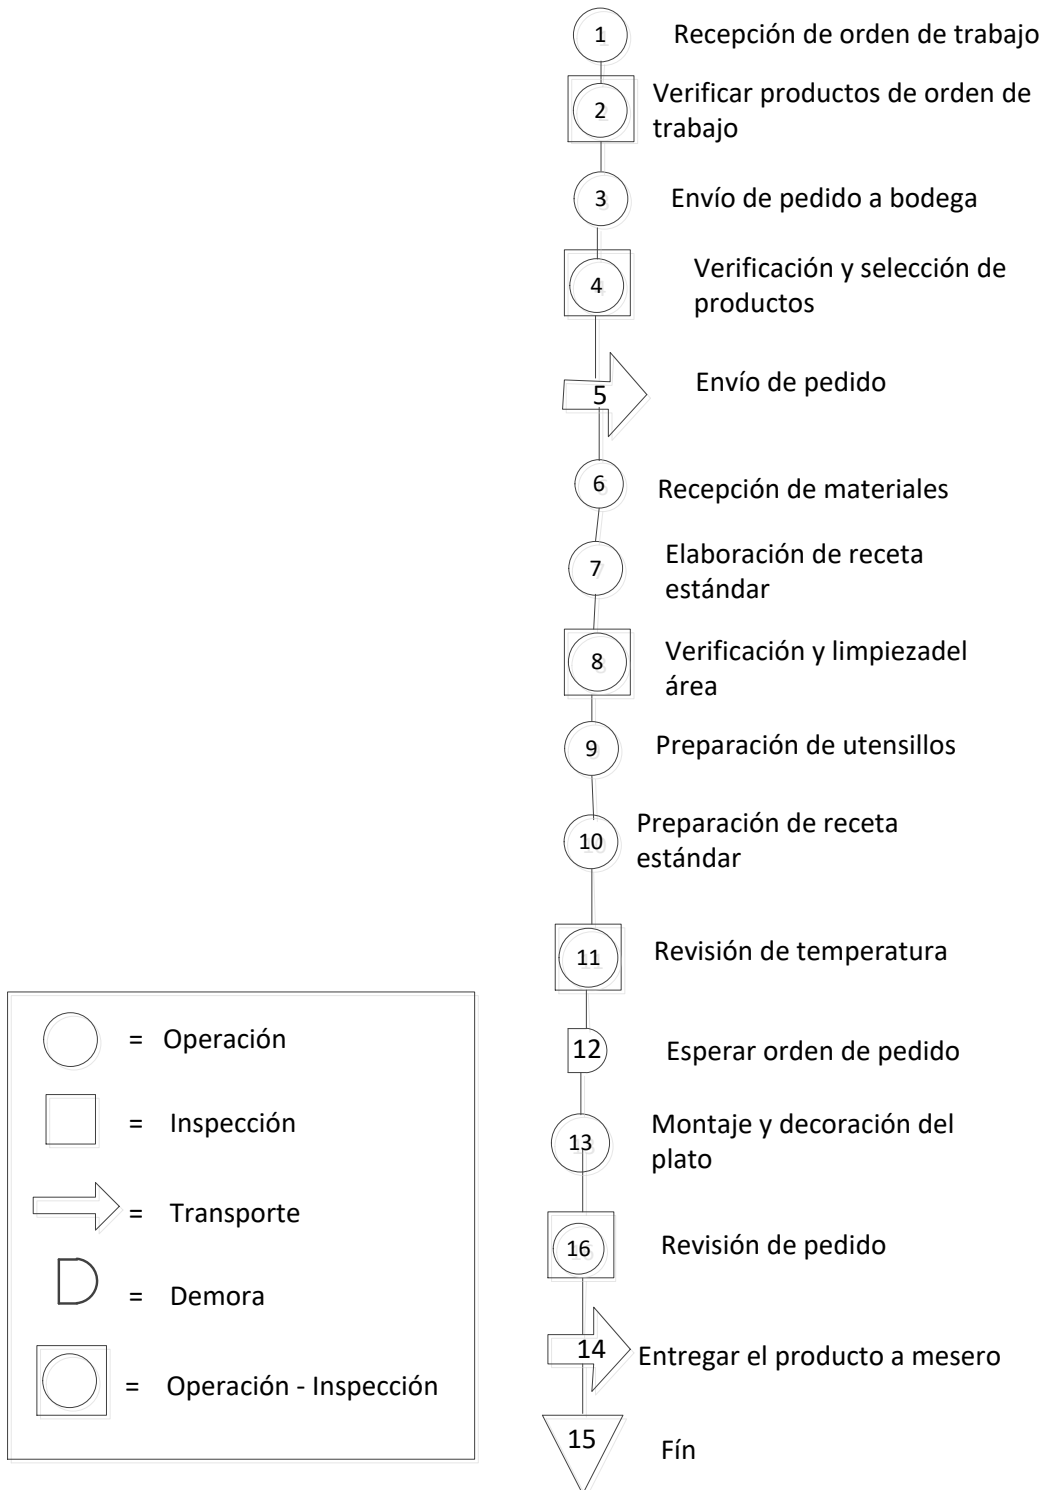 1 Recepción de orden de trabajo
2 Verificar productos de orden de
trabajo
3 Envío de pedido a bodega
4 Verificación y selección de
productos
5 Envío de pedido
6 Recepción de materiales
7 Elaboración de receta
estándar
8 Verificación y limpiezadel
área
9 Preparación de utensillos
10 Preparación de receta
estándar
11 Revisión de temperatura
12 Esperar orden de pedido
13 Montaje y decoración del
plato
16 Revisión de pedido
14 Entregar el producto a mesero
15 Fín
= Operación
= Inspección
= Transporte
= Demora
= Operación - Inspección